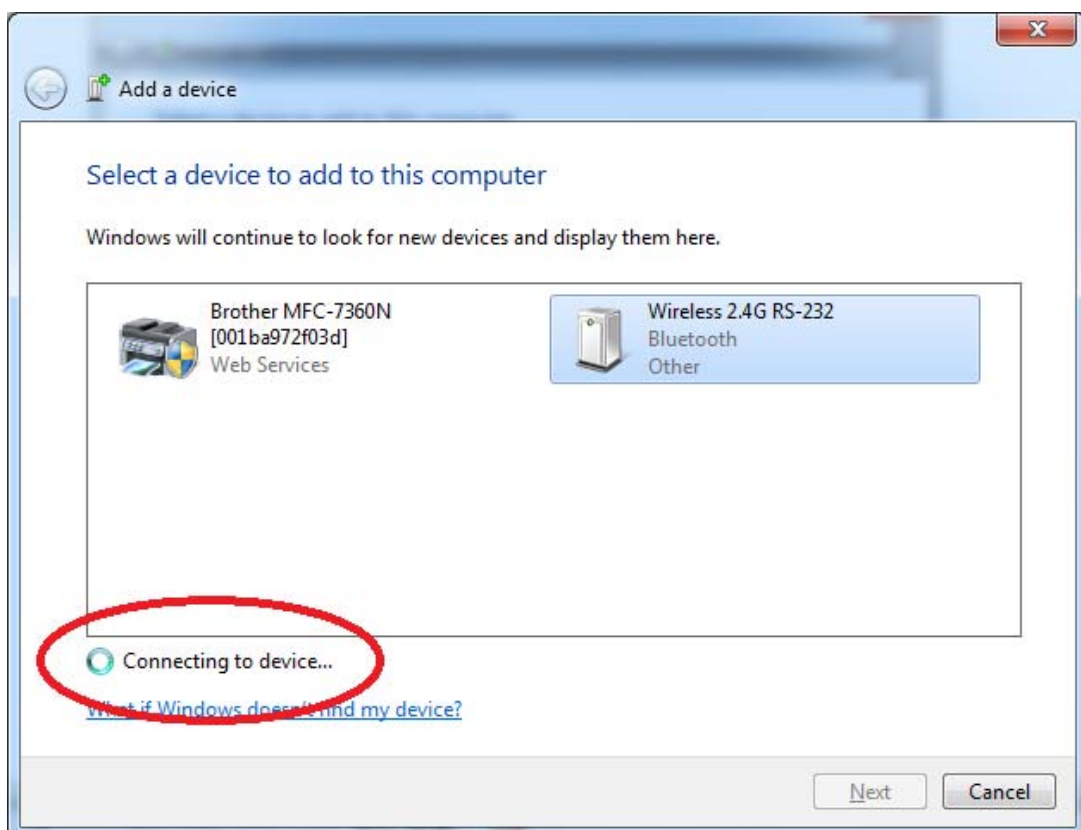 Add a device
Select a device to add to this computer
Windows will continue to look for new devices and display them here.
Brother MFC-7360N
[001ba972f03d]
Web Services
Wireless 2.4G RS-232
Bluetooth
Other
Connecting to device...
What if Windows doesn't find my device?
Next
Cancel